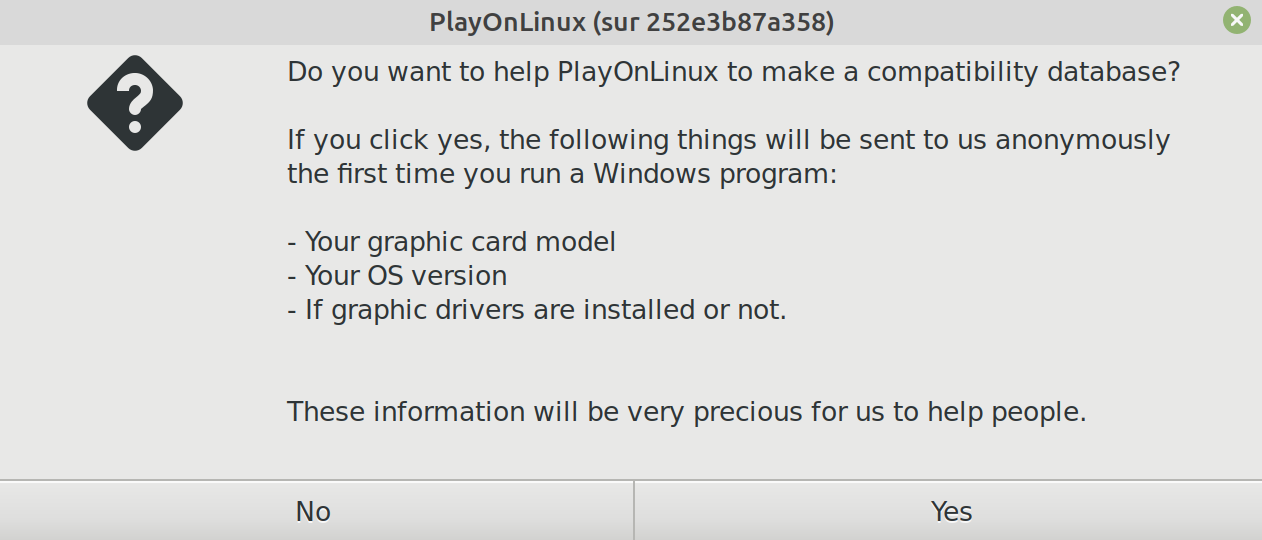 PlayOnLinux (sur 252e3b87a358)
Do you want to help PlayOnLinux to make a compatibility database?
If you click yes, the following things will be sent to us anonymously
the first time you run a Windows program:
- Your graphic card model
- Your OS version
- If graphic drivers are installed or not.
These information will be very precious for us to help people.
No
Yes